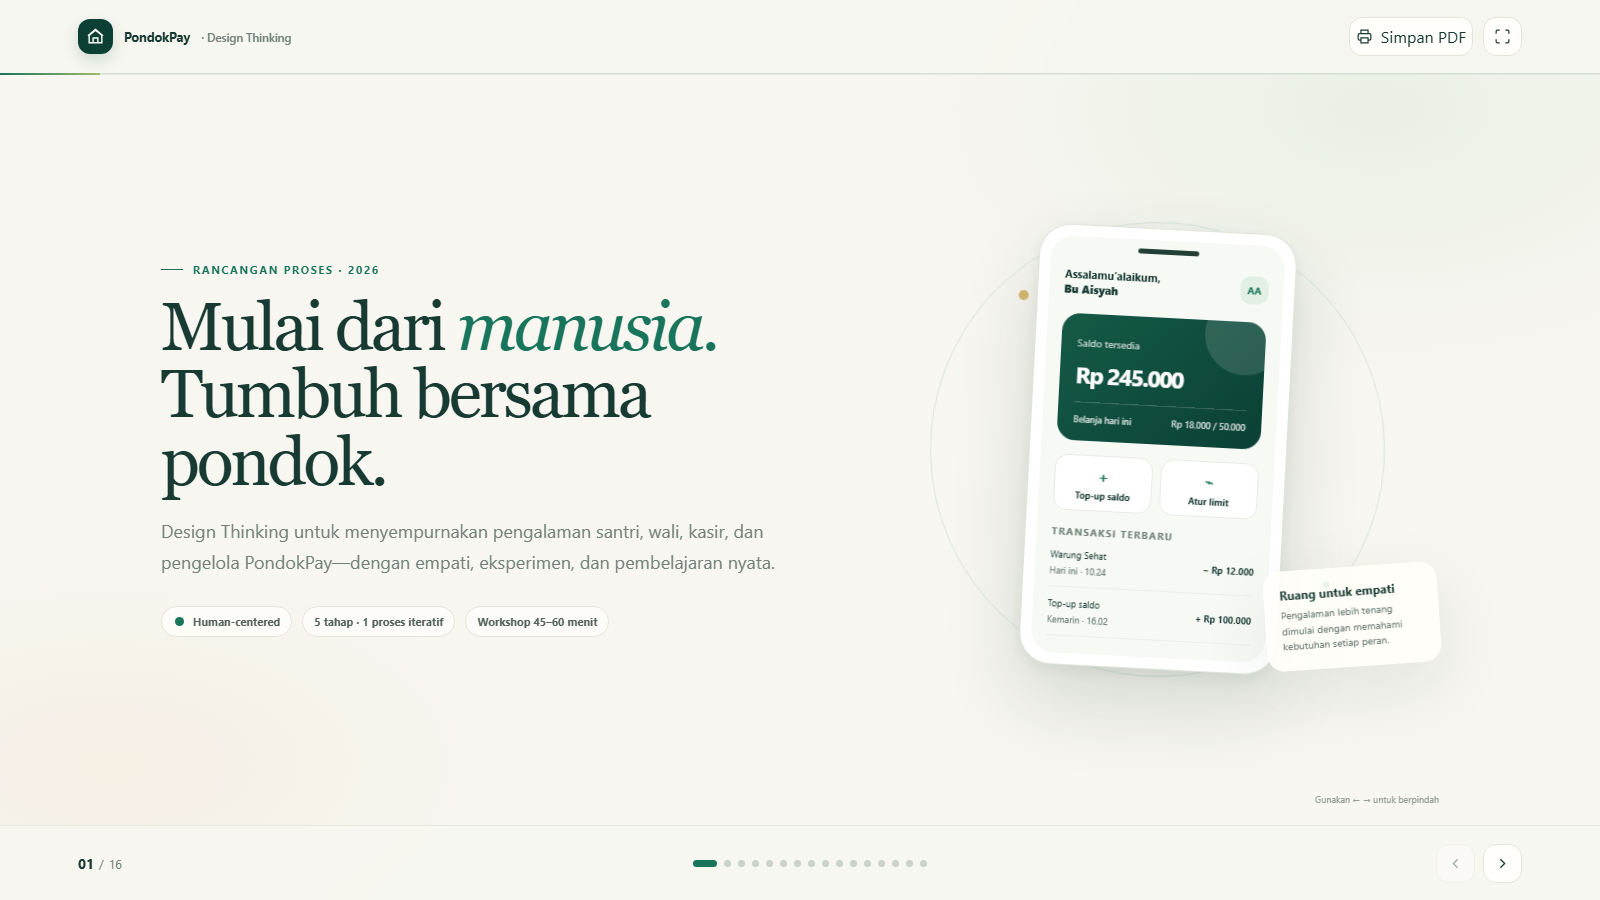 PondokPay · Design Thinking
Simpan PDF
RANCANGAN PROSES · 2026
Mulai dari manusia.
Tumbuh bersama
pondok.
Design Thinking untuk menyempurnakan pengalaman santri, wali, kasir, dan
pengelola PondokPay—dengan empati, eksperimen, dan pembelajaran nyata.
Human-centered
5 tahap · 1 proses iteratif
Workshop 45–60 menit
Assalamu'alaikum,
Bu Aisyah
AA
Saldo tersedia
Rp 245.000
Belanja hari ini
Rp 18.000 / 50.000
+
Top-up saldo
⌁
Atur limit
TRANSAKSI TERBARU
Warung Sehat
Hari ini · 10.24
− Rp 12.000
Top-up saldo
Kemarin · 16.02
+ Rp 100.000
Ruang untuk empati
Pengalaman lebih tenang
dimulai dengan memahami
kebutuhan setiap peran.
Gunakan ← → untuk berpindah
01 / 16